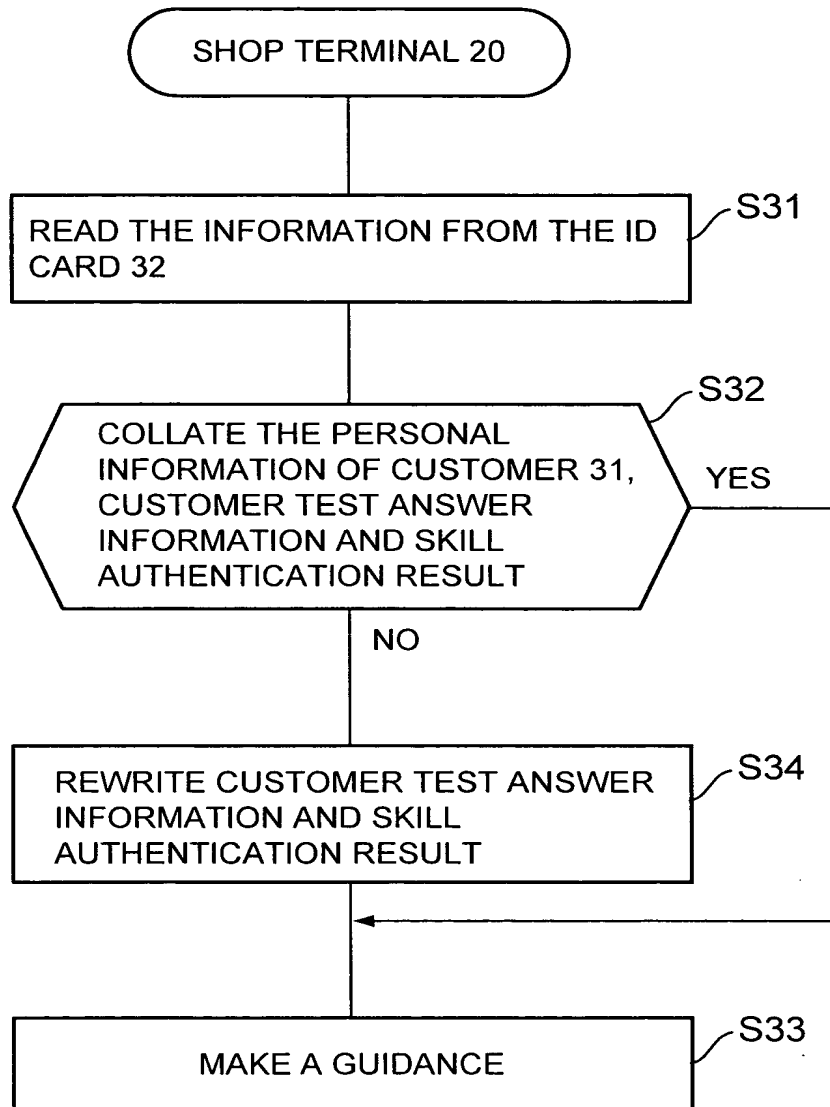 SHOP TERMINAL 20
S31
READ THE INFORMATION FROM THE ID
CARD 32
S32
COLLATE THE PERSONAL
INFORMATION OF CUSTOMER 31,
CUSTOMER TEST ANSWER
INFORMATION AND SKILL
AUTHENTICATION RESULT
YES
NO
S34
REWRITE CUSTOMER TEST ANSWER
INFORMATION AND SKILL
AUTHENTICATION RESULT
S33
MAKE A GUIDANCE